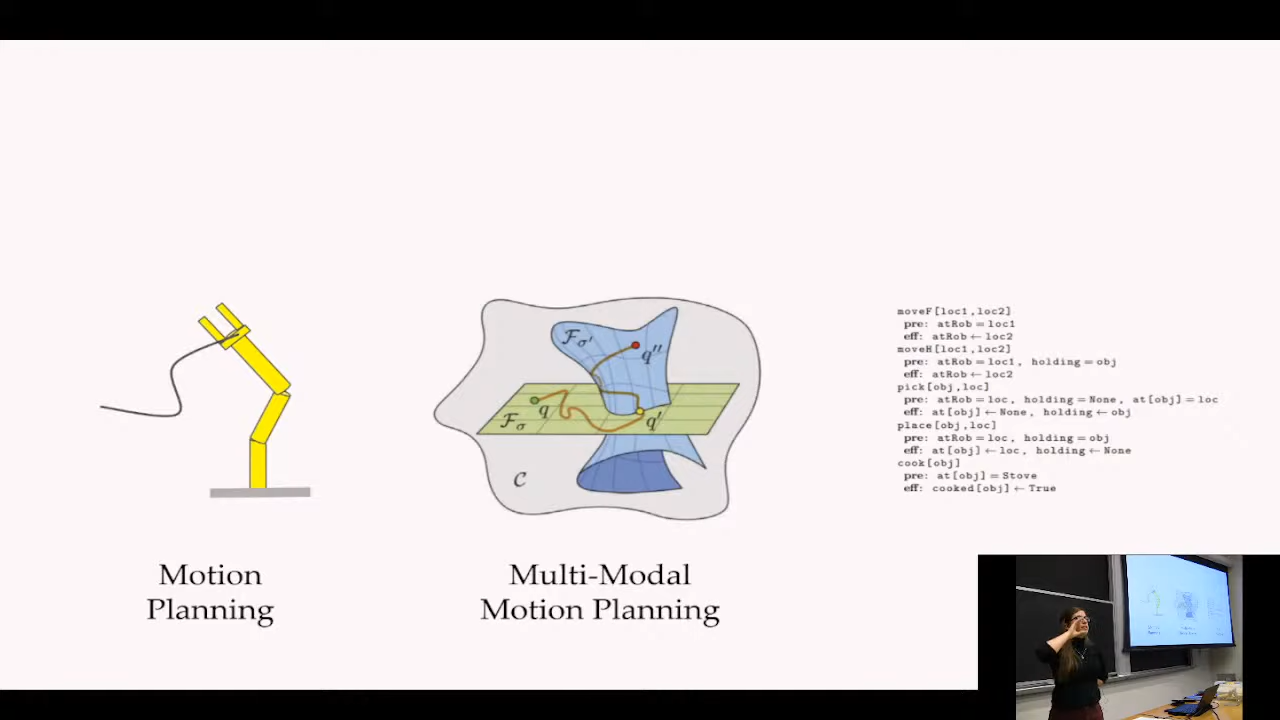 Motion
Planning
q
q'
q''
ℱσ
ℱσ'
𝒞
Multi-Modal
Motion Planning
moveF[loc1,loc2]
pre: atRob = loc1
eff: atRob ← loc2
moveH[loc1,loc2]
pre: atRob = loc1, holding = obj
eff: atRob ← loc2
pick[obj,loc]
pre: atRob = loc, holding = None, at[obj] = loc
eff: at[obj] ← None, holding ← obj
place[obj,loc]
pre: atRob = loc, holding = obj
eff: at[obj] ← loc, holding ← None
cook[obj]
pre: at[obj] = Stove
eff: cooked[obj] ← True